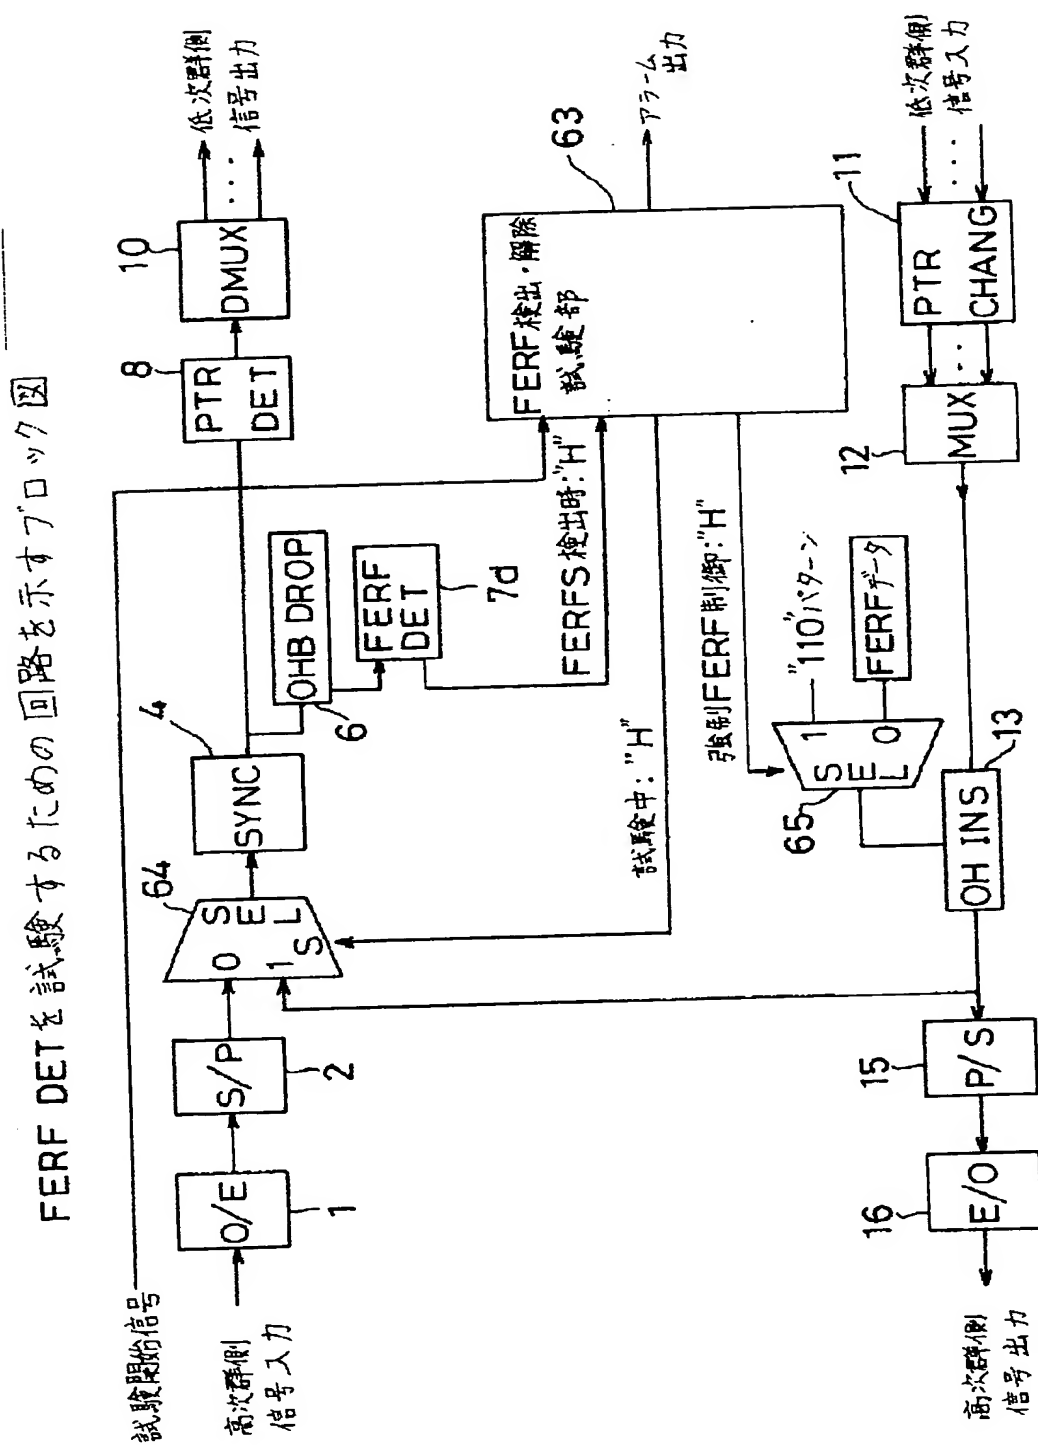 FERF DETを試験するための回路を示すブロック図
試験開始信号
高次群側
信号入力
O/E
1
S/P
2
0
1
S
SEL
64
SYNC
4
OHB DROP
6
FERF
DET
7d
PTR
DET
8
DMUX
10
低次群側
信号出力
FERF検出・解除
試験部
63
アラーム
出力
FERFS検出時:"H"
試験中:"H"
強制FERF制御:"H"
"110"パターン
FERFデータ
1
0
SEL
65
低次群側
信号入力
PTR
CHANG
11
MUX
12
OH INS
13
P/S
15
E/O
16
高次群側
信号出力